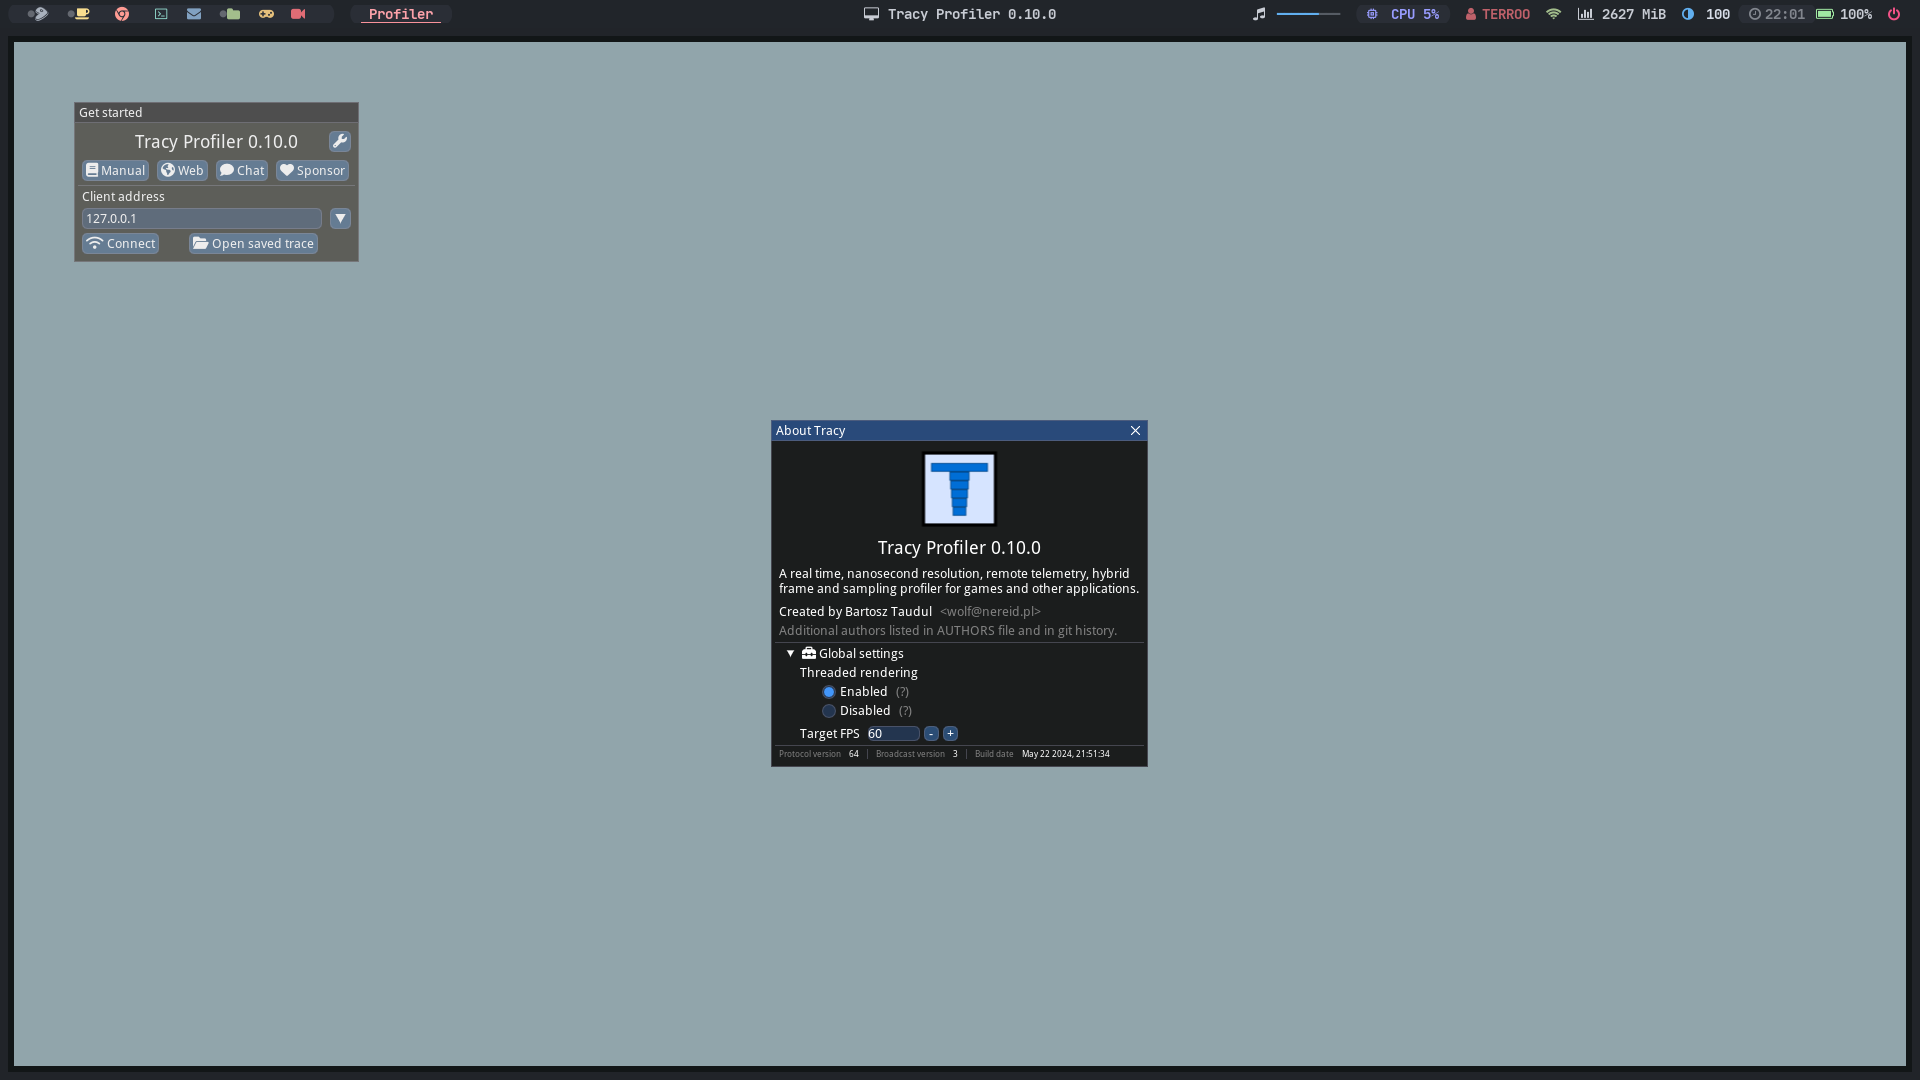 Profiler
Tracy Profiler 0.10.0
CPU 5%
TERROO
2627 MiB
100
22:01
100%
Get started
Tracy Profiler 0.10.0
Manual Web Chat Sponsor
Client address
127.0.0.1
Connect Open saved trace
About Tracy
Tracy Profiler 0.10.0
A real time, nanosecond resolution, remote telemetry, hybrid
frame and sampling profiler for games and other applications.
Created by Bartosz Taudul <wolf@nereid.pl>
Additional authors listed in AUTHORS file and in git history.
Global settings
Threaded rendering
Enabled (?)
Disabled (?)
Target FPS 60 - +
Protocol version 64 | Broadcast version 3 | Build date May 22 2024, 21:51:34